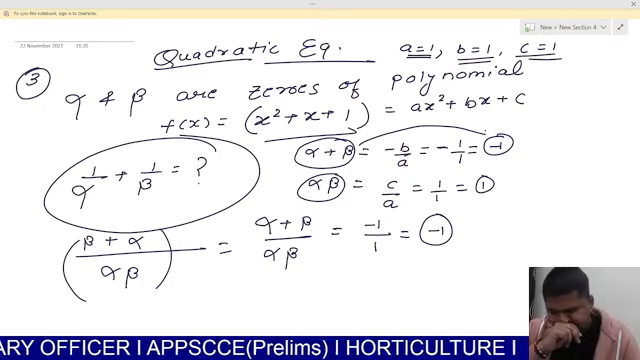 To sync this notebook, sign in to OneNote.
New > New Section 4
22 November 2021 11:35
Quadratic Eq. a=1, b=1, c=1
③ α & β are zeroes of polynomial
f(x) = (x²+x+1) = ax²+bx+c
1/α + 1/β = ?
α+β = -b/a = -1/1 = -1
αβ = c/a = 1/1 = 1
(β+α / αβ) = α+β / αβ = -1/1 = -1
ARY OFFICER I APPSCCE(Prelims) I HORTICULTURE I